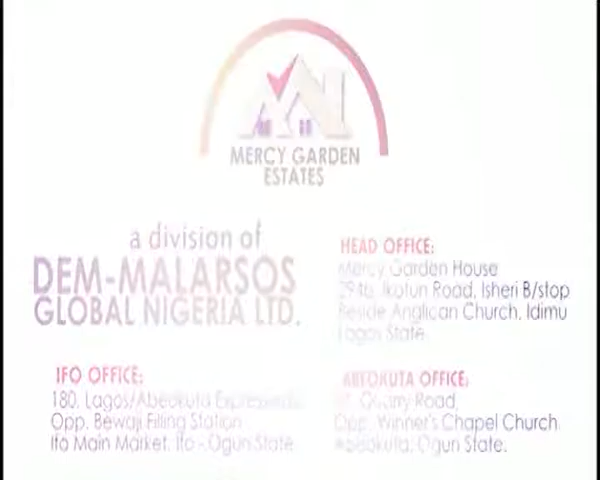 MERCY GARDEN
ESTATES
a division of
DEM-MALARSOS
GLOBAL NIGERIA LTD.
HEAD OFFICE:
Mercy Garden House
Ikotun Road, Isheri B/stop
Beside Anglican Church, Idimu
Lagos State.
IFO OFFICE:
180, Lagos/Abeokuta Expressway
Opp. Bewaji Filling Station
Ifo Main Market, Ifo - Ogun State.
ABEOKUTA OFFICE:
Quarry Road,
Opp. Winner's Chapel Church
Abeokuta, Ogun State.